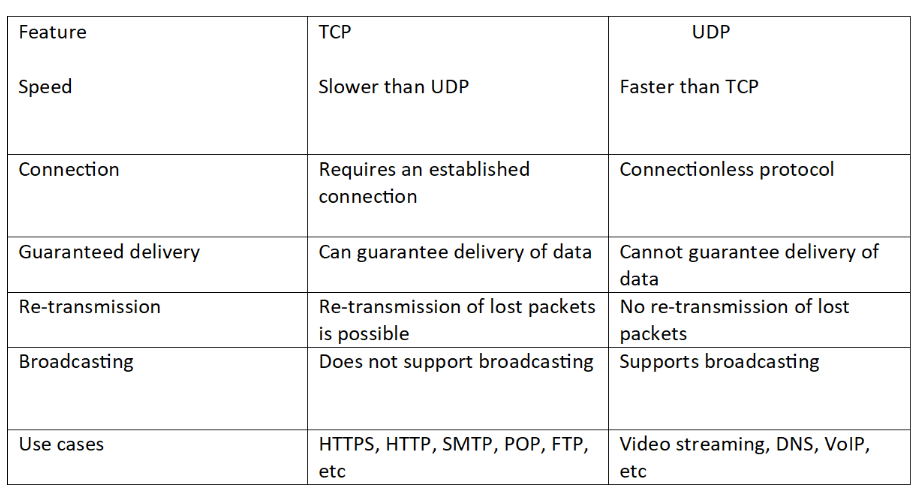 Feature TCP UDP
Speed Slower than UDP Faster than TCP
Connection Requires an established connection Connectionless protocol
Guaranteed delivery Can guarantee delivery of data Cannot guarantee delivery of data
Re-transmission Re-transmission of lost packets is possible No re-transmission of lost packets
Broadcasting Does not support broadcasting Supports broadcasting
Use cases HTTPS, HTTP, SMTP, POP, FTP, etc Video streaming, DNS, VoIP, etc